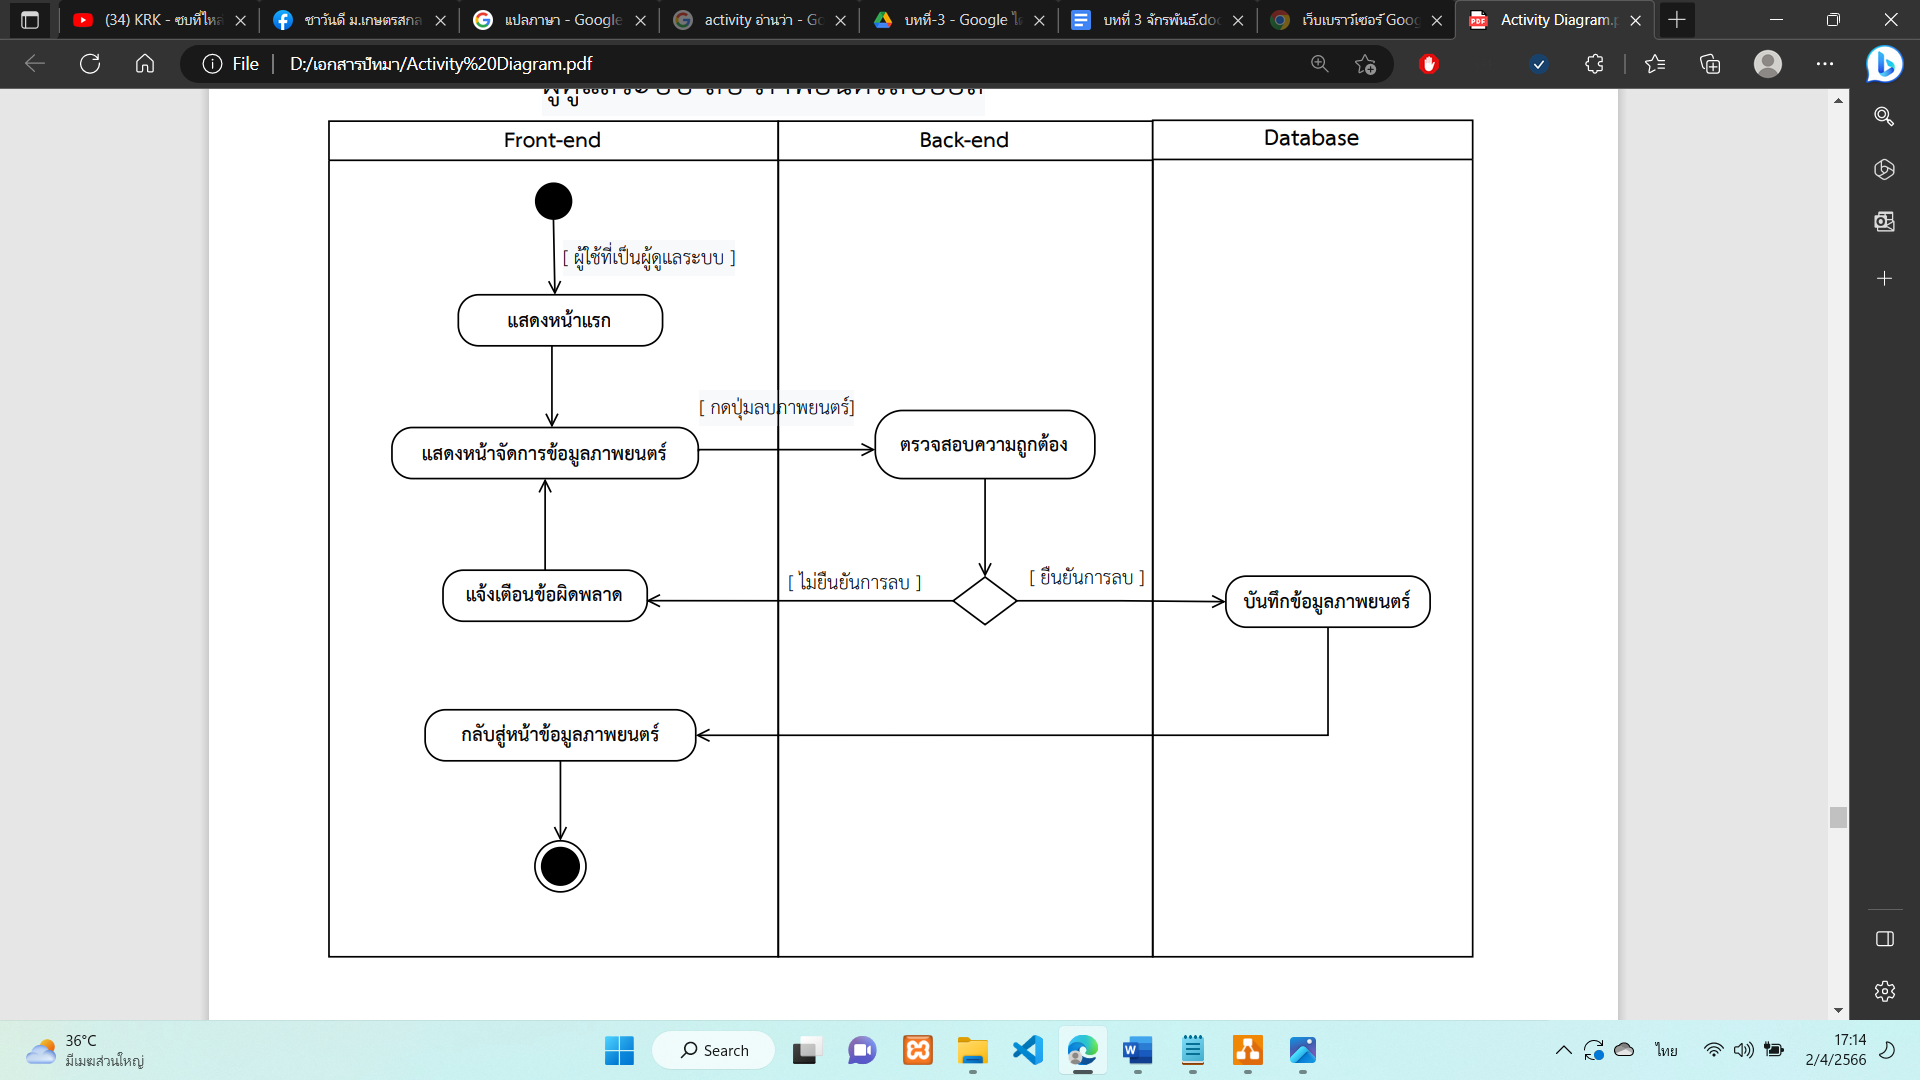 (34) KRK - ซบที่ไหล
ชาวันดี ม.เกษตรสกล
แปลภาษา - Google
activity อ่านว่า - Go
บทที่-3 - Google ไ
บทที่ 3 จักรพันธ์.doc
เว็บเบราว์เซอร์ Goog
Activity Diagram.p
File
D:/เอกสารปัทมา/Activity%20Diagram.pdf
Front-end
Back-end
Database
[ ผู้ใช้ที่เป็นผู้ดูแลระบบ ]
แสดงหน้าแรก
[ กดปุ่มลบภาพยนตร์]
ตรวจสอบความถูกต้อง
แสดงหน้าจัดการข้อมูลภาพยนตร์
[ ไม่ยืนยันการลบ ]
[ ยืนยันการลบ ]
แจ้งเตือนข้อผิดพลาด
บันทึกข้อมูลภาพยนตร์
กลับสู่หน้าข้อมูลภาพยนตร์
36°C
มีเมฆส่วนใหญ่
Search
ไทย
17:14
2/4/2566